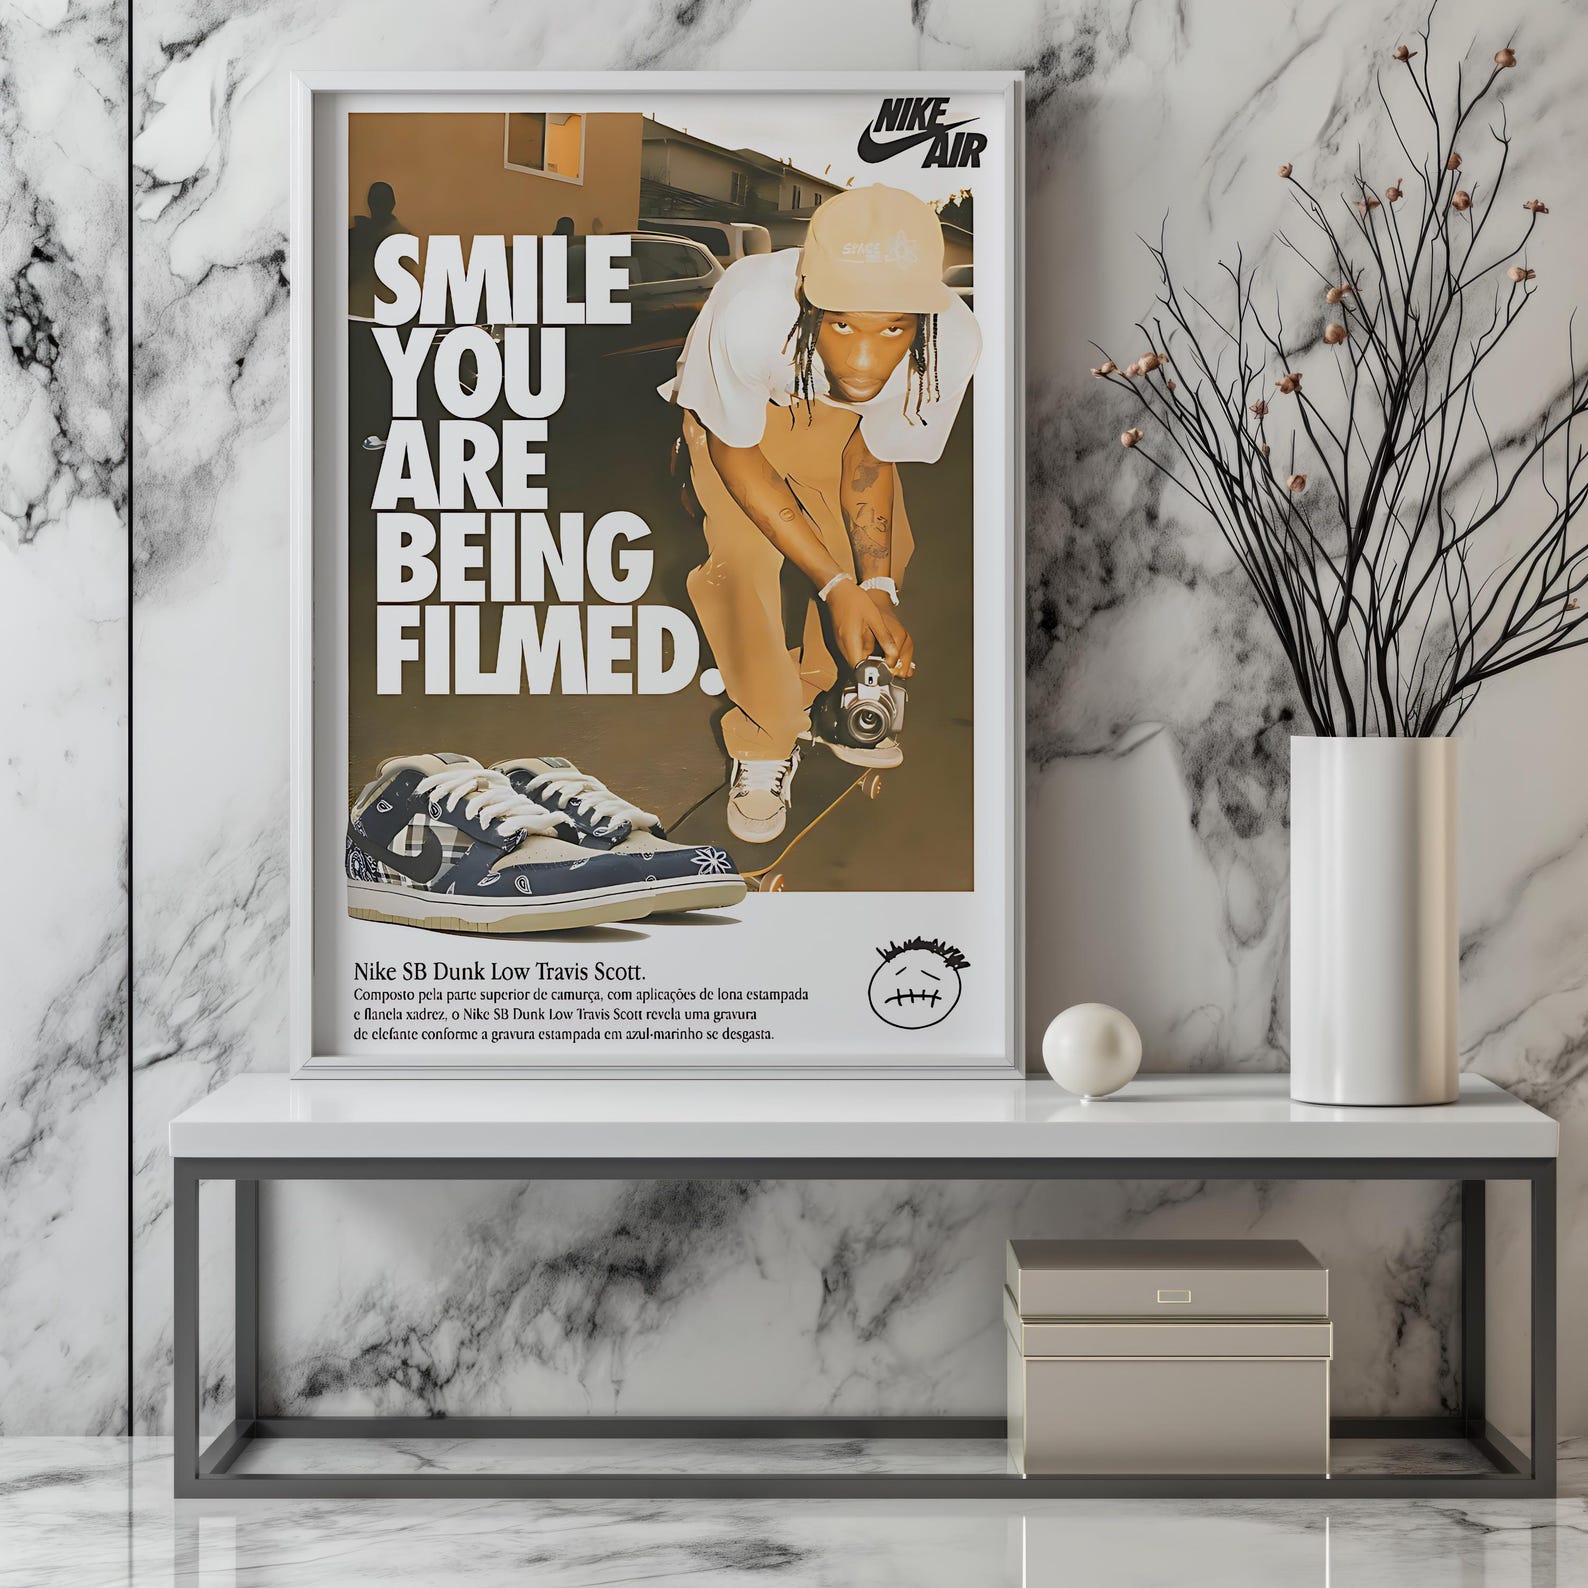 NIKE
AIR
SPACE
SMILE
YOU
ARE
BEING
FILMED.
Nike SB Dunk Low Travis Scott.
Composto pela parte superior de camurça, com aplicações de lona estampada
e flanela xadrez, o Nike SB Dunk Low Travis Scott revela uma gravura
de elefante conforme a gravura estampada em azul-marinho se desgasta.